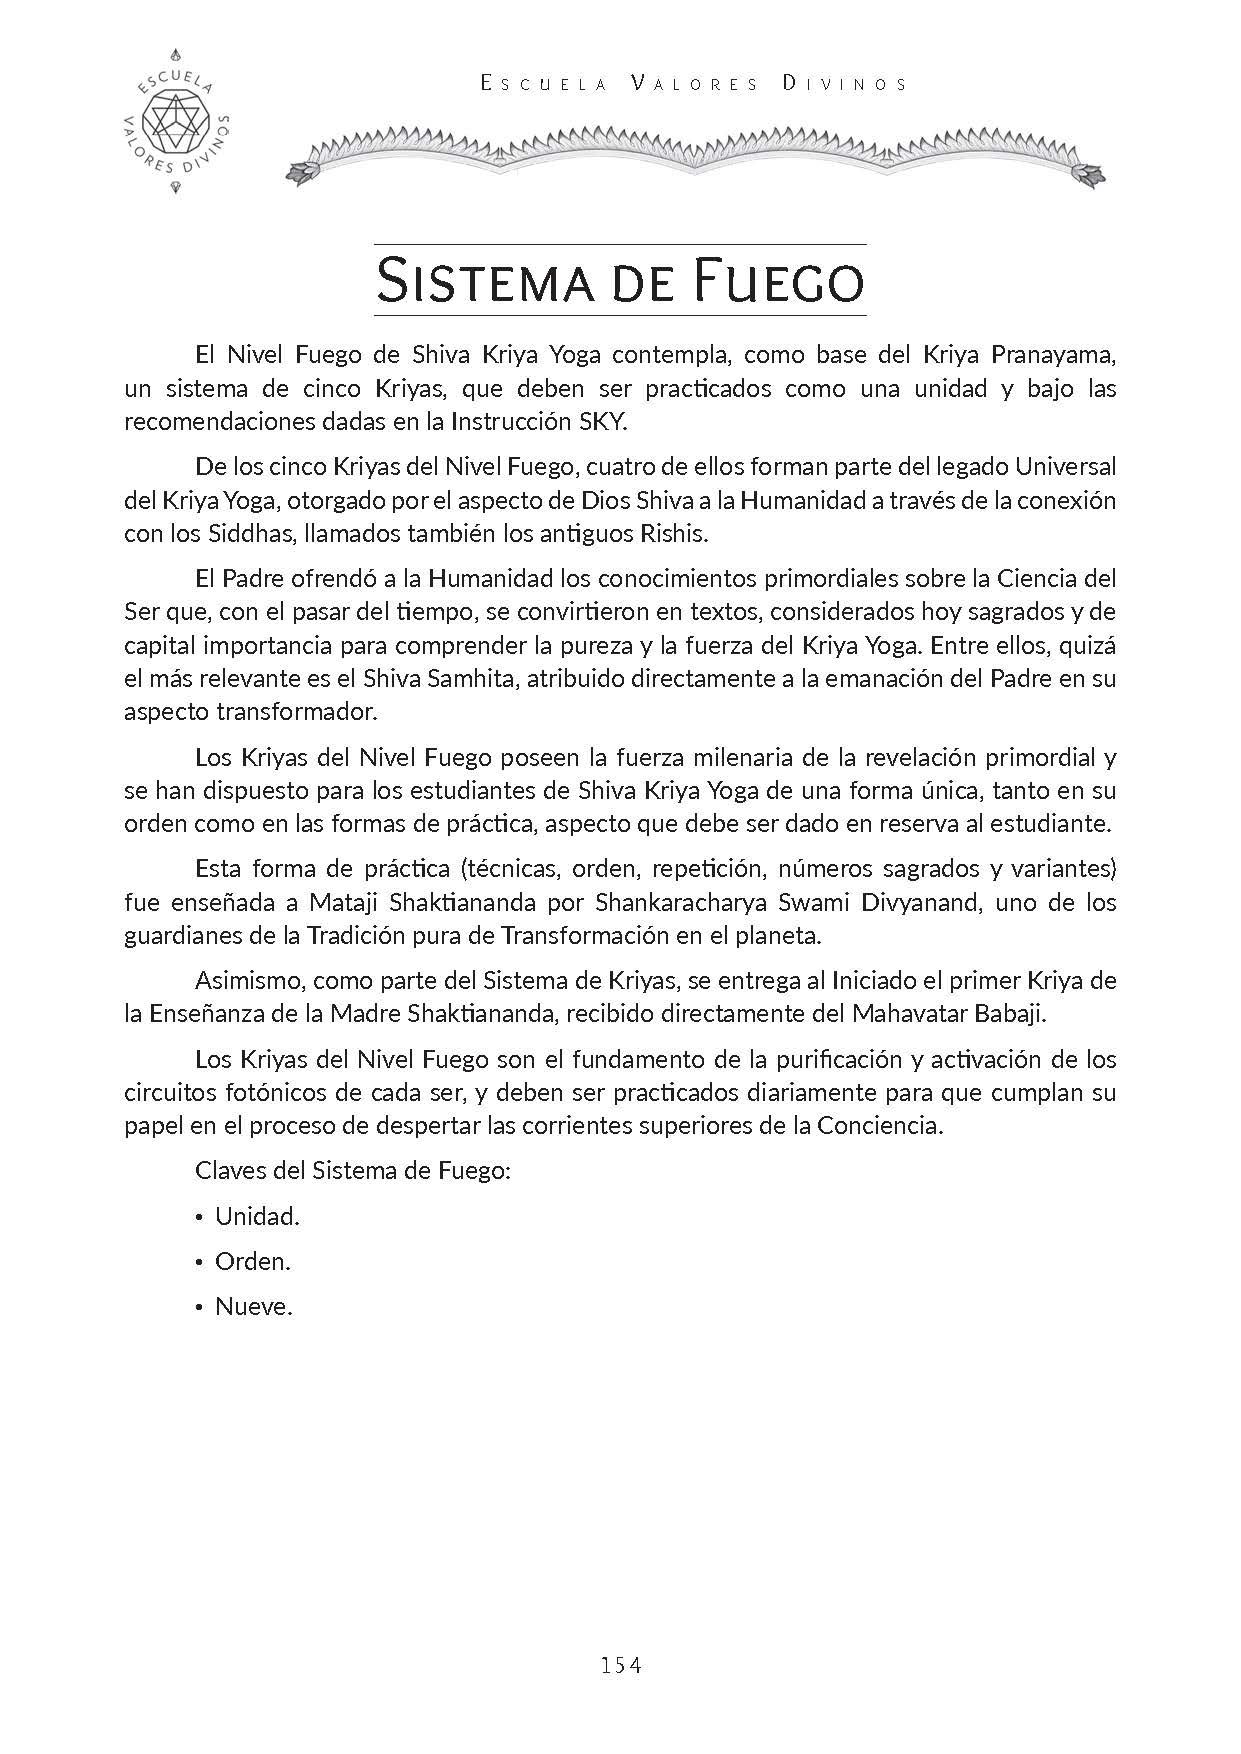 ESCUELA
VALORES DIVINOS
Escuela Valores Divinos
Sistema de Fuego
El Nivel Fuego de Shiva Kriya Yoga contempla, como base del Kriya Pranayama,
un sistema de cinco Kriyas, que deben ser practicados como una unidad y bajo las
recomendaciones dadas en la Instrucción SKY.
De los cinco Kriyas del Nivel Fuego, cuatro de ellos forman parte del legado Universal
del Kriya Yoga, otorgado por el aspecto de Dios Shiva a la Humanidad a través de la conexión
con los Siddhas, llamados también los antiguos Rishis.
El Padre ofrendó a la Humanidad los conocimientos primordiales sobre la Ciencia del
Ser que, con el pasar del tiempo, se convirtieron en textos, considerados hoy sagrados y de
capital importancia para comprender la pureza y la fuerza del Kriya Yoga. Entre ellos, quizá
el más relevante es el Shiva Samhita, atribuido directamente a la emanación del Padre en su
aspecto transformador.
Los Kriyas del Nivel Fuego poseen la fuerza milenaria de la revelación primordial y
se han dispuesto para los estudiantes de Shiva Kriya Yoga de una forma única, tanto en su
orden como en las formas de práctica, aspecto que debe ser dado en reserva al estudiante.
Esta forma de práctica (técnicas, orden, repetición, números sagrados y variantes)
fue enseñada a Mataji Shaktiananda por Shankaracharya Swami Divyanand, uno de los
guardianes de la Tradición pura de Transformación en el planeta.
Asimismo, como parte del Sistema de Kriyas, se entrega al Iniciado el primer Kriya de
la Enseñanza de la Madre Shaktiananda, recibido directamente del Mahavatar Babaji.
Los Kriyas del Nivel Fuego son el fundamento de la purificación y activación de los
circuitos fotónicos de cada ser, y deben ser practicados diariamente para que cumplan su
papel en el proceso de despertar las corrientes superiores de la Conciencia.
Claves del Sistema de Fuego:
• Unidad.
• Orden.
• Nueve.
154